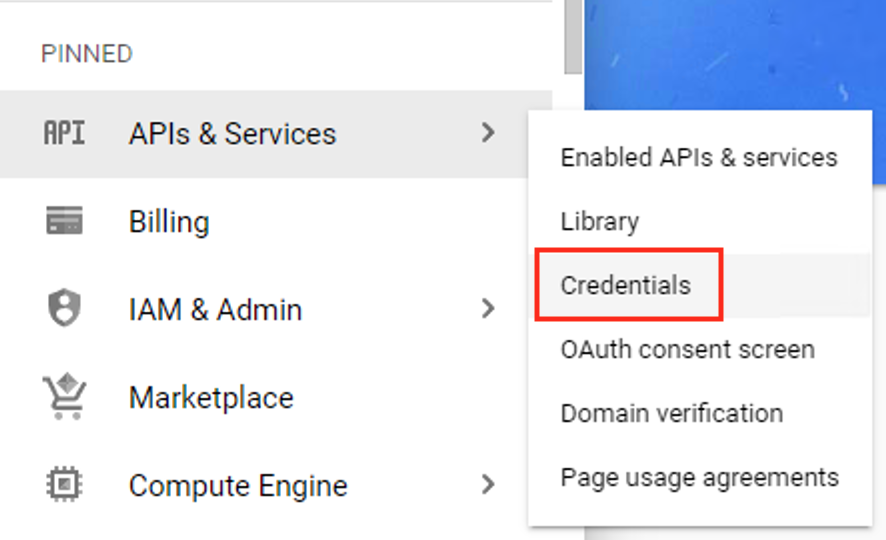 PINNED
API APIs & Services
Billing
IAM & Admin
Marketplace
Compute Engine
Enabled APIs & services
Library
Credentials
OAuth consent screen
Domain verification
Page usage agreements